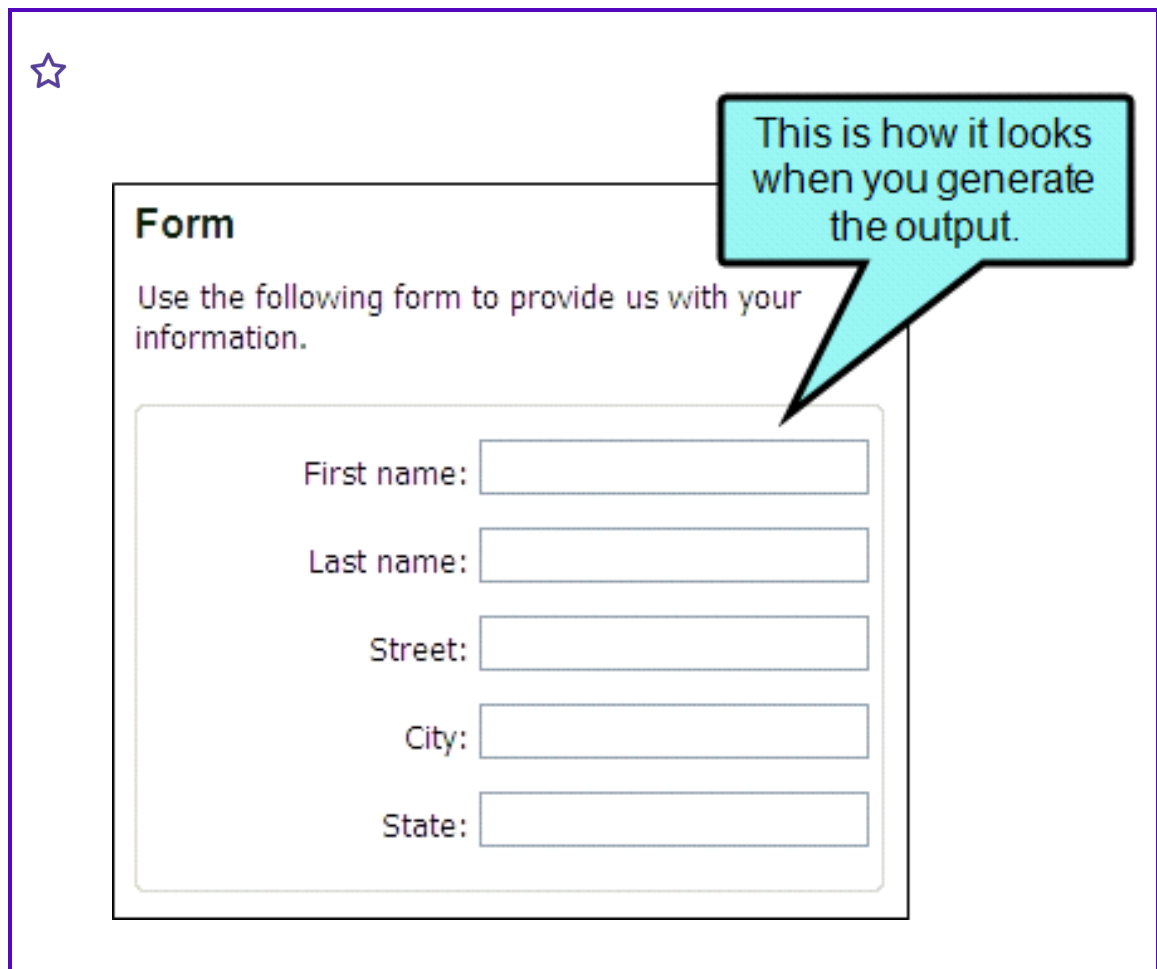 This is how it looks
when you generate
the output.
Form
Use the following form to provide us with your
information.
First name:
Last name:
Street:
City:
State: